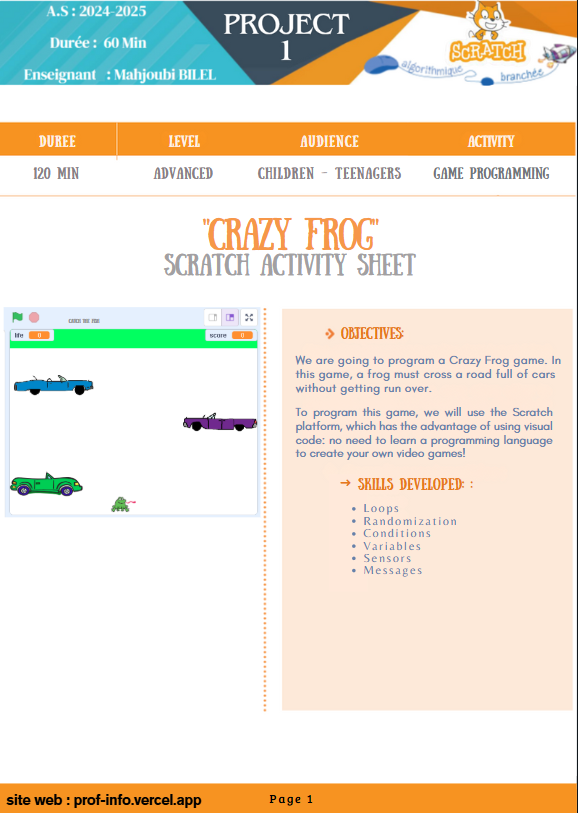 A.S : 2024-2025
Durée : 60 Min
Enseignant : Mahjoubi BILEL
PROJECT
1
SCRATCH
algorithmique
branchée
DUREE
LEVEL
AUDIENCE
ACTIVITY
120 MIN
ADVANCED
CHILDREN - TEENAGERS
GAME PROGRAMMING
"CRAZY FROG"
SCRATCH ACTIVITY SHEET
life 0
score 0
→ OBJECTIVES:
We are going to program a Crazy Frog game. In
this game, a frog must cross a road full of cars
without getting run over.
To program this game, we will use the Scratch
platform, which has the advantage of using visual
code: no need to learn a programming language
to create your own video games!
→ SKILLS DEVELOPED: :
• Loops
• Randomization
• Conditions
• Variables
• Sensors
• Messages
site web : prof-info.vercel.app
Page 1